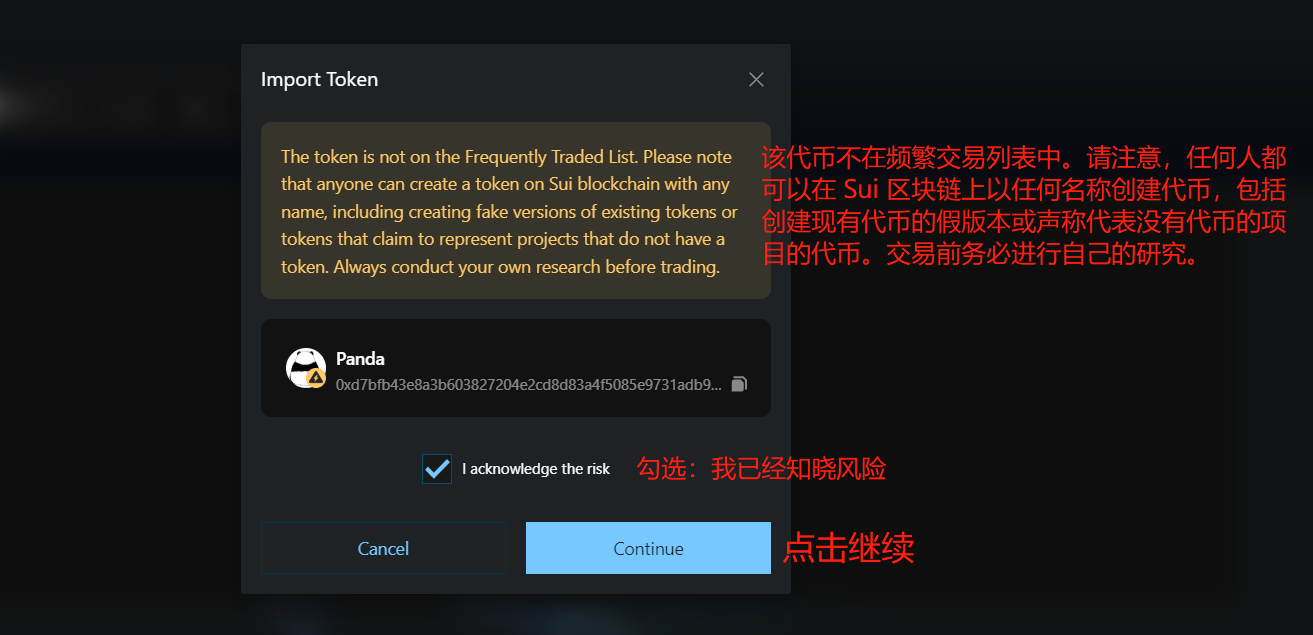 Import Token
The token is not on the Frequently Traded List. Please note
that anyone can create a token on Sui blockchain with any
name, including creating fake versions of existing tokens or
tokens that claim to represent projects that do not have a
token. Always conduct your own research before trading.
该代币不在频繁交易列表中。请注意，任何人都
可以在 Sui 区块链上以任何名称创建代币，包括
创建现有代币的假版本或声称代表没有代币的项
目的代币。交易前务必进行自己的研究。
Panda
0xd7bfb43e8a3b603827204e2cd8d83a4f5085e9731adb9...
I acknowledge the risk
勾选：我已经知晓风险
Cancel
Continue
点击继续